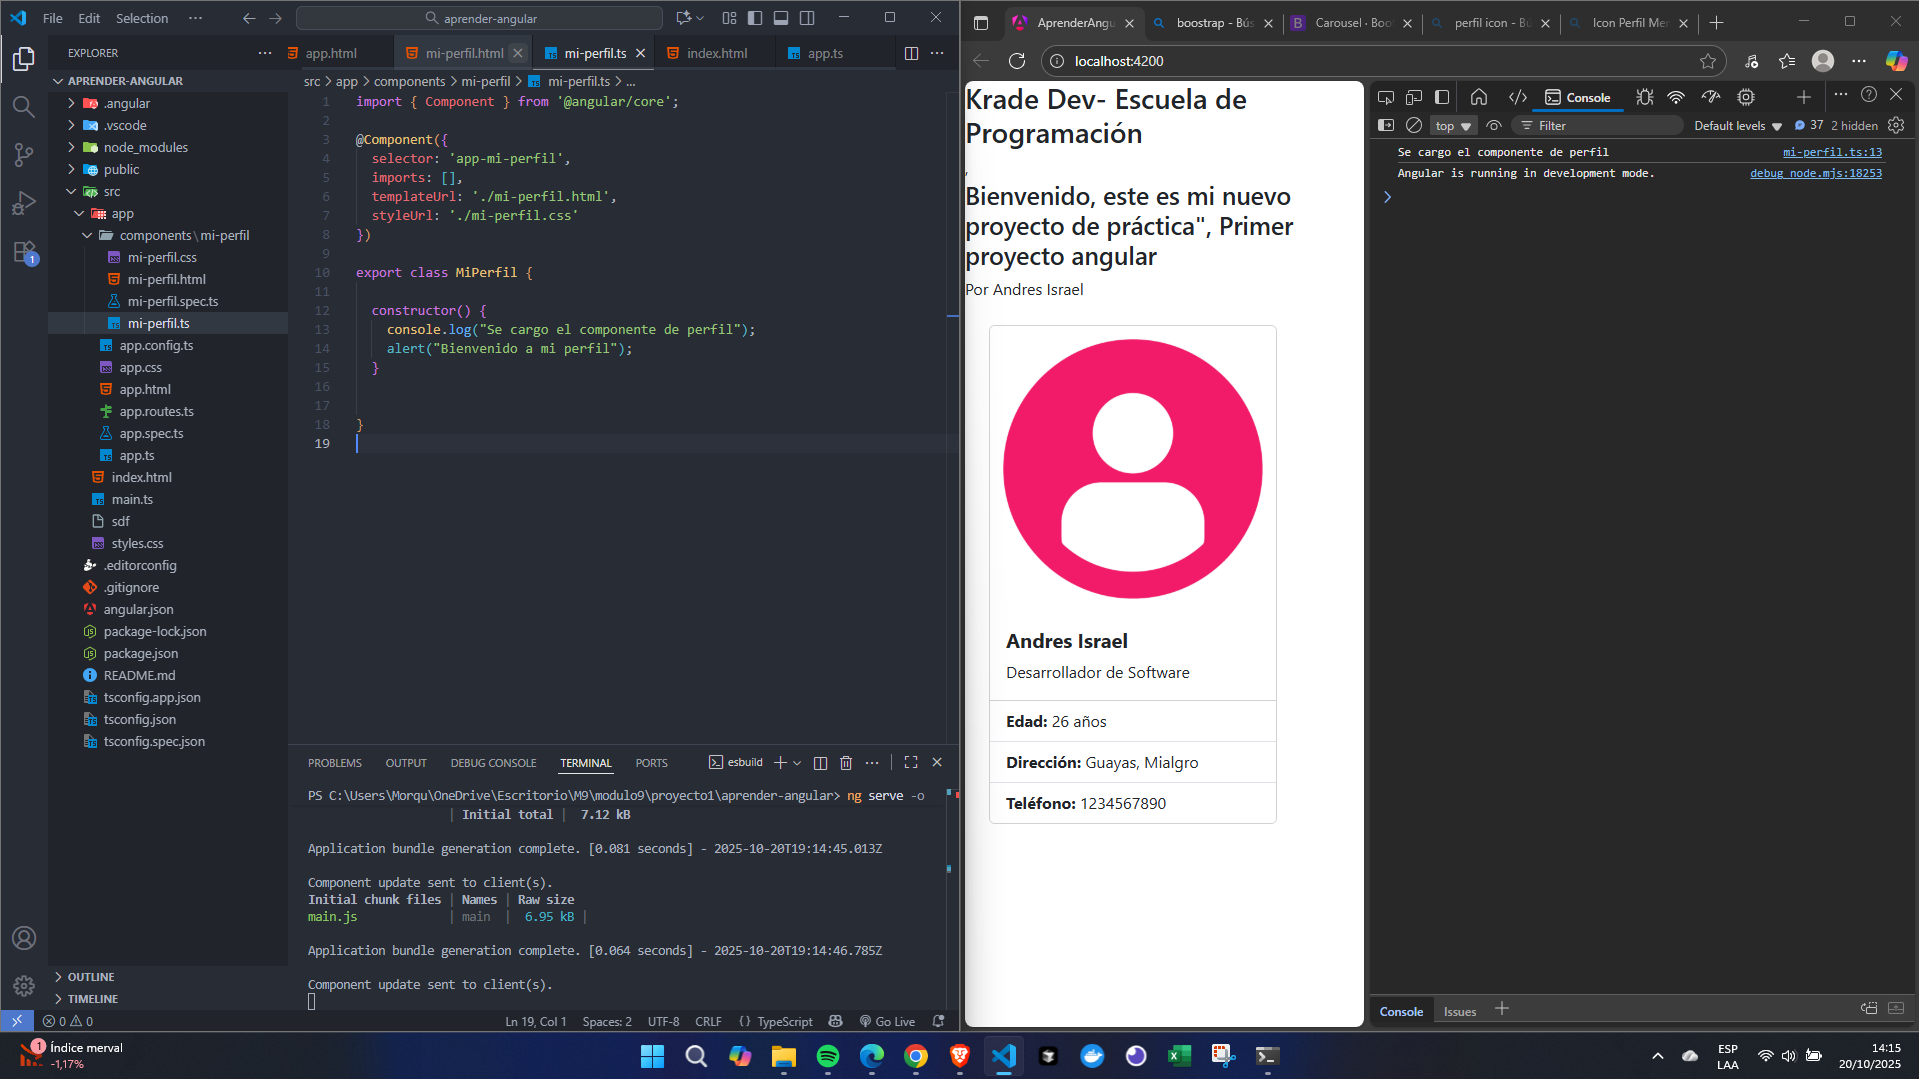 File Edit Selection ··· aprender-angular
EXPLORER
APRENDER-ANGULAR
.angular
.vscode
node_modules
public
src
app
components\mi-perfil
mi-perfil.css
mi-perfil.html
mi-perfil.spec.ts
mi-perfil.ts
app.config.ts
app.css
app.html
app.routes.ts
app.spec.ts
app.ts
index.html
main.ts
sdf
styles.css
.editorconfig
.gitignore
angular.json
package-lock.json
package.json
README.md
tsconfig.app.json
tsconfig.json
tsconfig.spec.json
OUTLINE
TIMELINE
1
app.html mi-perfil.html mi-perfil.ts index.html app.ts
src > app > components > mi-perfil > mi-perfil.ts > ...
1 import { Component } from '@angular/core';
2
3 @Component({
4 selector: 'app-mi-perfil',
5 imports: [],
6 templateUrl: './mi-perfil.html',
7 styleUrl: './mi-perfil.css'
8 })
9
10 export class MiPerfil {
11
12 constructor() {
13 console.log("Se cargo el componente de perfil");
14 alert("Bienvenido a mi perfil");
15 }
16
17
18 }
19
PROBLEMS OUTPUT DEBUG CONSOLE TERMINAL PORTS esbuild
PS C:\Users\Morqu\OneDrive\Escritorio\M9\modulo9\proyecto1\aprender-angular> ng serve -o
| Initial total | 7.12 kB
Application bundle generation complete. [0.081 seconds] - 2025-10-20T19:14:45.013Z
Component update sent to client(s).
Initial chunk files | Names | Raw size
main.js | main | 6.95 kB |
Application bundle generation complete. [0.064 seconds] - 2025-10-20T19:14:46.785Z
Component update sent to client(s).
0 0 Ln 19, Col 1 Spaces: 2 UTF-8 CRLF {} TypeScript Go Live
AprenderAngu boostrap - Bús Carousel · Boo perfil icon - Bú Icon Perfil Mer
localhost:4200
Krade Dev- Escuela de
Programación
,
Bienvenido, este es mi nuevo
proyecto de práctica", Primer
proyecto angular
Por Andres Israel
Andres Israel
Desarrollador de Software
Edad: 26 años
Dirección: Guayas, Mialgro
Teléfono: 1234567890
Console
top Filter Default levels 37 2 hidden
Se cargo el componente de perfil mi-perfil.ts:13
Angular is running in development mode. debug_node.mjs:18253
Console Issues
1 Índice merval
-1,17%
ESP
LAA
14:15
20/10/2025